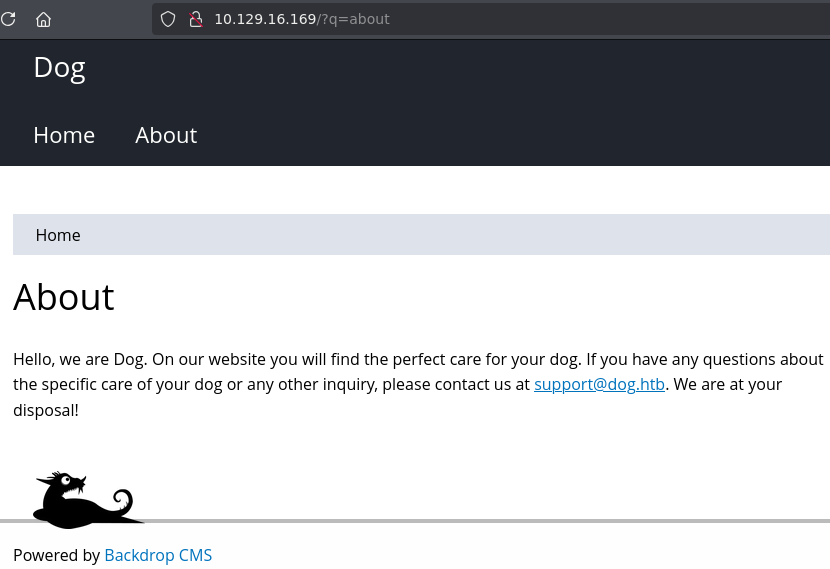 10.129.16.169/?q=about
Dog
Home About
Home
About
Hello, we are Dog. On our website you will find the perfect care for your dog. If you have any questions about
the specific care of your dog or any other inquiry, please contact us at support@dog.htb. We are at your
disposal!
Powered by Backdrop CMS